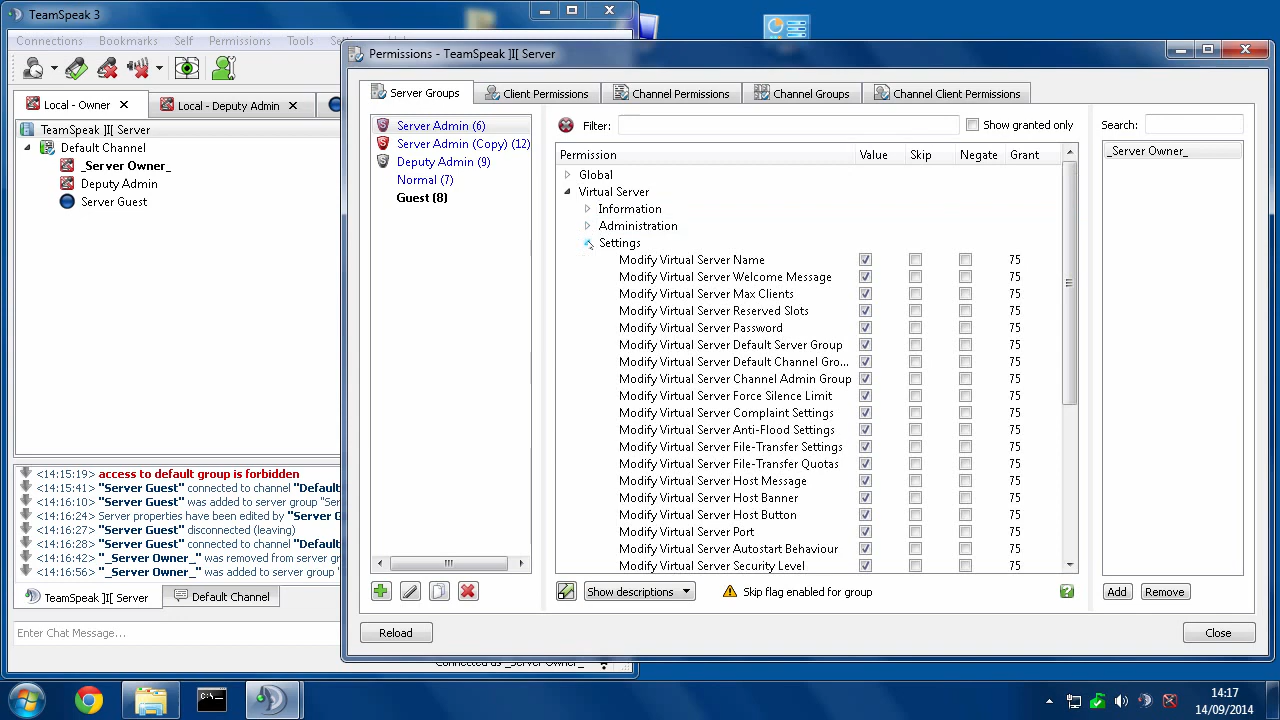 TeamSpeak 3
Connections Bookmarks Self Permissions Tools
Local - Owner
Local - Deputy Admin
TeamSpeak ]I[ Server
Default Channel
_Server Owner_
Deputy Admin
Server Guest
<14:15:19> access to default group is forbidden
<14:15:41> "Server Guest" connected to channel "Default
<14:16:10> "Server Guest" was added to server group "Ser
<14:16:24> Server properties have been edited by "Server G
<14:16:27> "Server Guest" disconnected (leaving)
<14:16:28> "Server Guest" connected to channel "Default
<14:16:42> "_Server Owner_" was removed from server gro
<14:16:56> "_Server Owner_" was added to server group "
TeamSpeak ]I[ Server
Default Channel
Enter Chat Message...
Connected as _Server Owner_
Permissions - TeamSpeak ]I[ Server
Server Groups
Client Permissions
Channel Permissions
Channel Groups
Channel Client Permissions
Server Admin (6)
Server Admin (Copy) (12)
Deputy Admin (9)
Normal (7)
Guest (8)
Filter:
Show granted only
Permission Value Skip Negate Grant
Global
Virtual Server
Information
Administration
Settings
Modify Virtual Server Name 75
Modify Virtual Server Welcome Message 75
Modify Virtual Server Max Clients 75
Modify Virtual Server Reserved Slots 75
Modify Virtual Server Password 75
Modify Virtual Server Default Server Group 75
Modify Virtual Server Default Channel Gro... 75
Modify Virtual Server Channel Admin Group 75
Modify Virtual Server Force Silence Limit 75
Modify Virtual Server Complaint Settings 75
Modify Virtual Server Anti-Flood Settings 75
Modify Virtual Server File-Transfer Settings 75
Modify Virtual Server File-Transfer Quotas 75
Modify Virtual Server Host Message 75
Modify Virtual Server Host Banner 75
Modify Virtual Server Host Button 75
Modify Virtual Server Port 75
Modify Virtual Server Autostart Behaviour 75
Modify Virtual Server Security Level 75
Show descriptions
Skip flag enabled for group
Search:
_Server Owner_
Add
Remove
Reload
Close
14:17
14/09/2014